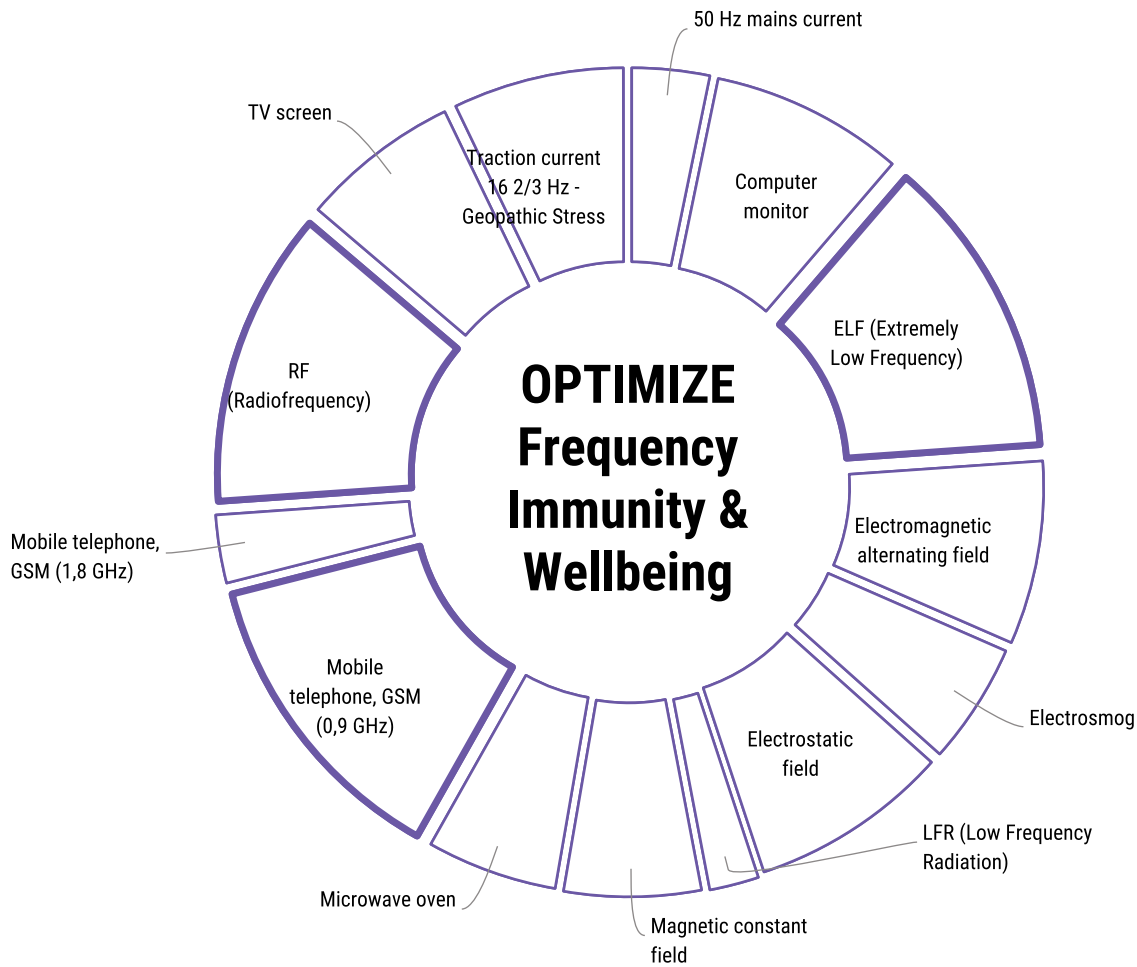 50 Hz mains current
TV screen
Traction current
16 2/3 Hz -
Geopathic Stress
Computer
monitor
ELF (Extremely
Low Frequency)
RF
(Radiofrequency)
OPTIMIZE
Frequency
Immunity &
Wellbeing
Electromagnetic
alternating field
Mobile telephone,
GSM (1,8 GHz)
Mobile
telephone, GSM
(0,9 GHz)
Electrosmog
Electrostatic
field
LFR (Low Frequency
Radiation)
Microwave oven
Magnetic constant
field